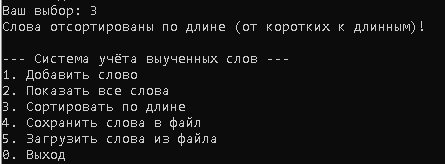 Ваш выбор: 3
Слова отсортированы по длине (от коротких к длинным)!
--- Система учёта выученных слов ---
1. Добавить слово
2. Показать все слова
3. Сортировать по длине
4. Сохранить слова в файл
5. Загрузить слова из файла
0. Выход